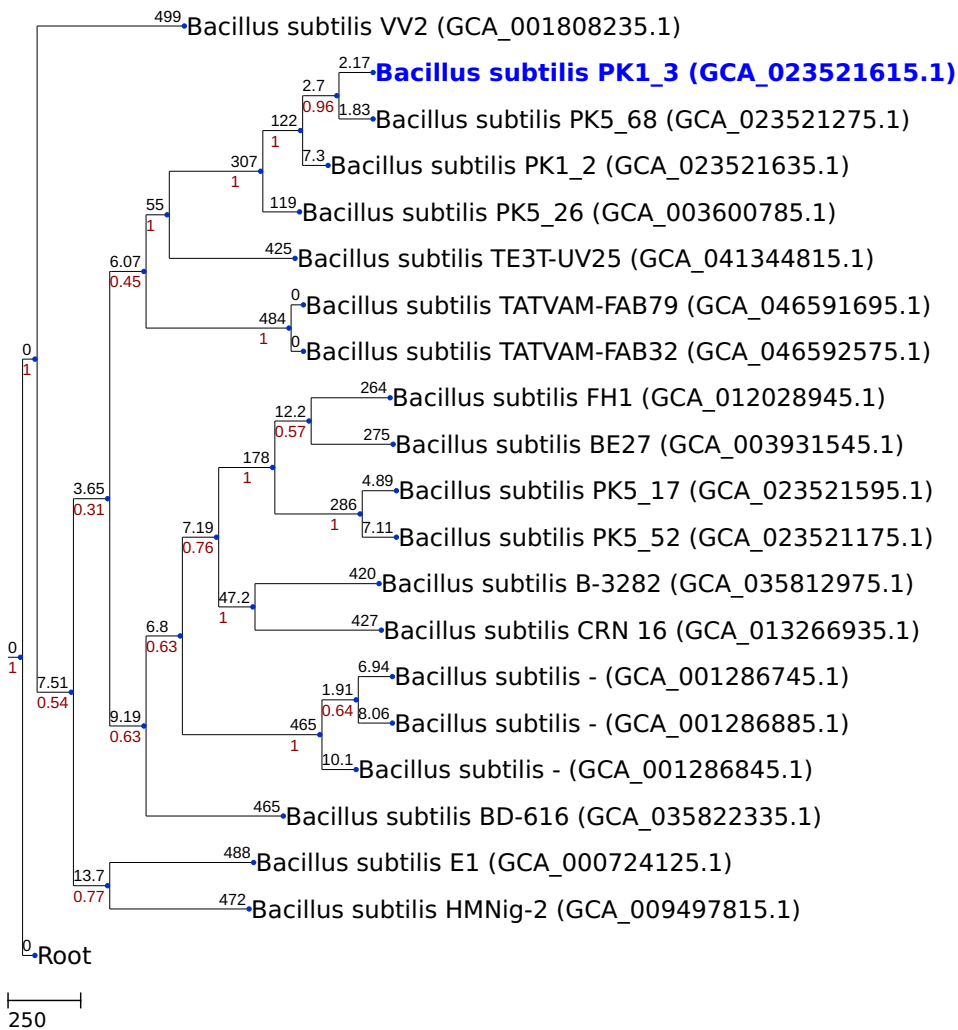 499
Bacillus subtilis VV2 (GCA_001808235.1)
2.17
Bacillus subtilis PK1_3 (GCA_023521615.1)
2.7
0.96
1.83
Bacillus subtilis PK5_68 (GCA_023521275.1)
122
1
7.3
Bacillus subtilis PK1_2 (GCA_023521635.1)
307
1
119
Bacillus subtilis PK5_26 (GCA_003600785.1)
55
1
425
Bacillus subtilis TE3T-UV25 (GCA_041344815.1)
6.07
0.45
0
Bacillus subtilis TATVAM-FAB79 (GCA_046591695.1)
484
1
0
Bacillus subtilis TATVAM-FAB32 (GCA_046592575.1)
0
1
264
Bacillus subtilis FH1 (GCA_012028945.1)
12.2
0.57
275
Bacillus subtilis BE27 (GCA_003931545.1)
178
1
4.89
Bacillus subtilis PK5_17 (GCA_023521595.1)
3.65
0.31
286
1
7.11
Bacillus subtilis PK5_52 (GCA_023521175.1)
7.19
0.76
420
Bacillus subtilis B-3282 (GCA_035812975.1)
47.2
1
427
Bacillus subtilis CRN 16 (GCA_013266935.1)
6.8
0.63
0
1
6.94
Bacillus subtilis - (GCA_001286745.1)
7.51
0.54
1.91
0.64
8.06
Bacillus subtilis - (GCA_001286885.1)
9.19
0.63
465
1
10.1
Bacillus subtilis - (GCA_001286845.1)
465
Bacillus subtilis BD-616 (GCA_035822335.1)
488
Bacillus subtilis E1 (GCA_000724125.1)
13.7
0.77
472
Bacillus subtilis HMNig-2 (GCA_009497815.1)
0
Root
250